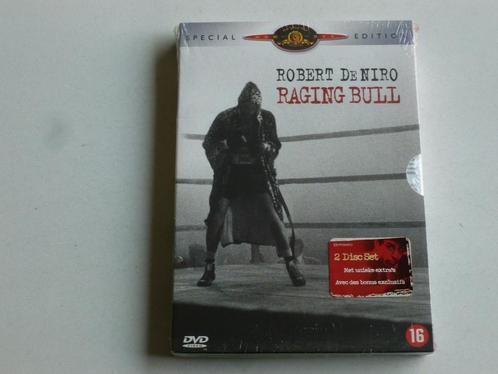 SPECIAL EDITION
ROBERT DE NIRO
RAGING BULL
2 Disc Set
Met unieke extra's
Avec des bonus exclusifs
DVD
VIDEO
16